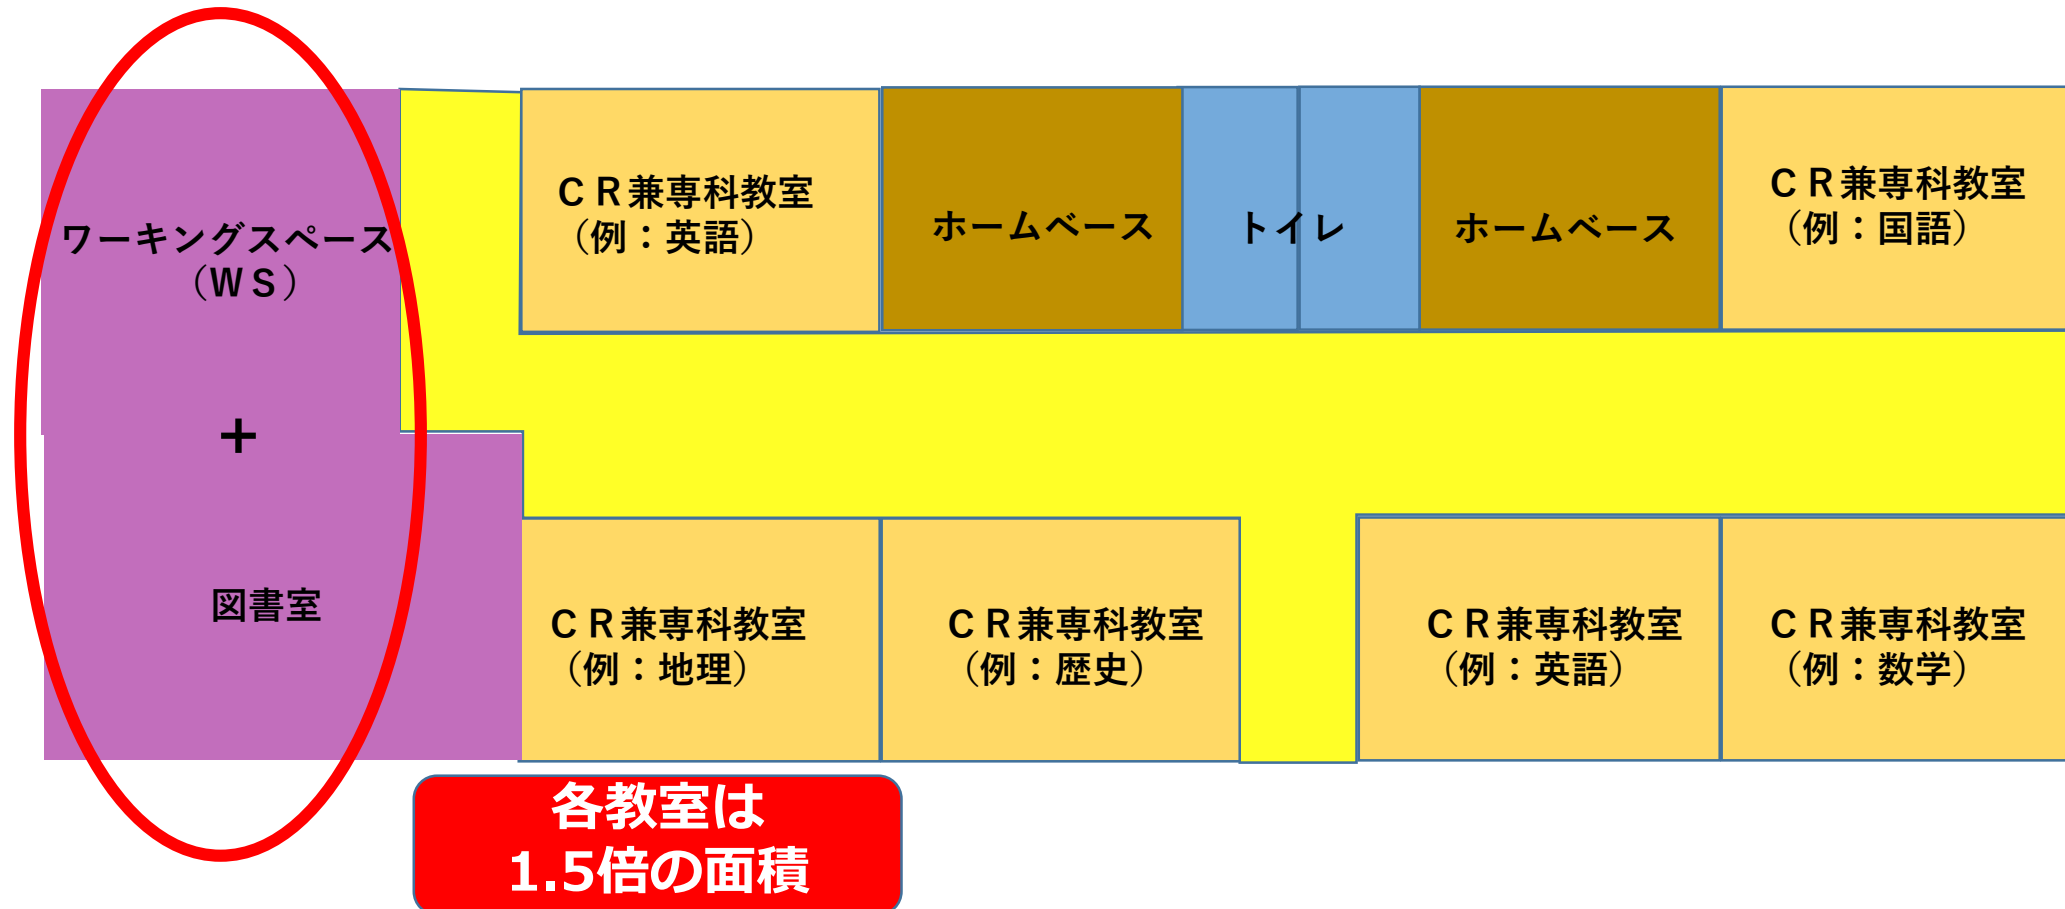 ワーキングスペース
（ＷＳ）
＋
図書室
ＣＲ兼専科教室
（例：英語）
ホームベース
トイレ
ホームベース
ＣＲ兼専科教室
（例：国語）
ＣＲ兼専科教室
（例：地理）
ＣＲ兼専科教室
（例：歴史）
ＣＲ兼専科教室
（例：英語）
ＣＲ兼専科教室
（例：数学）
各教室は
1.5倍の面積